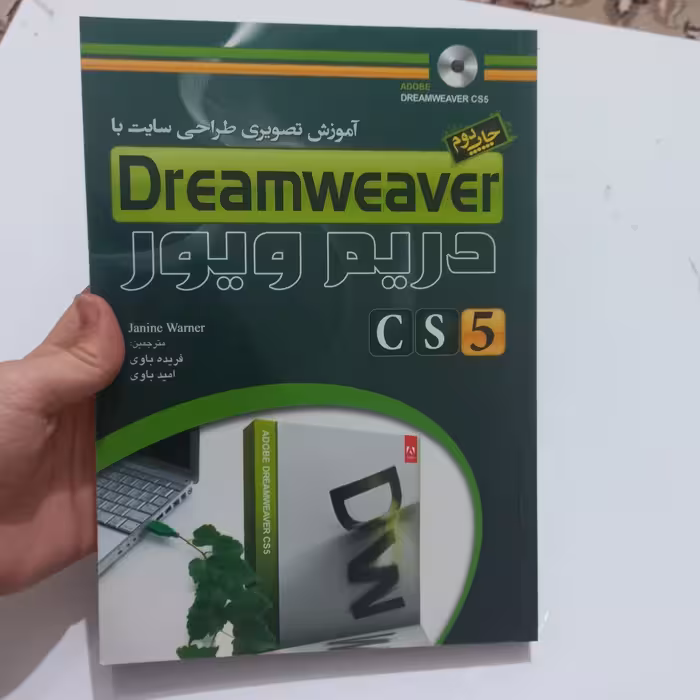 ADOBE
DREAMWEAVER CS5
آموزش تصویری طراحی سایت با
چاپ دوم
Dreamweaver
دریم ویور
CS5
Janine Warner
مترجمین:
فریده باوی
امید باوی
ADOBE DREAMWEAVER CS5
DW